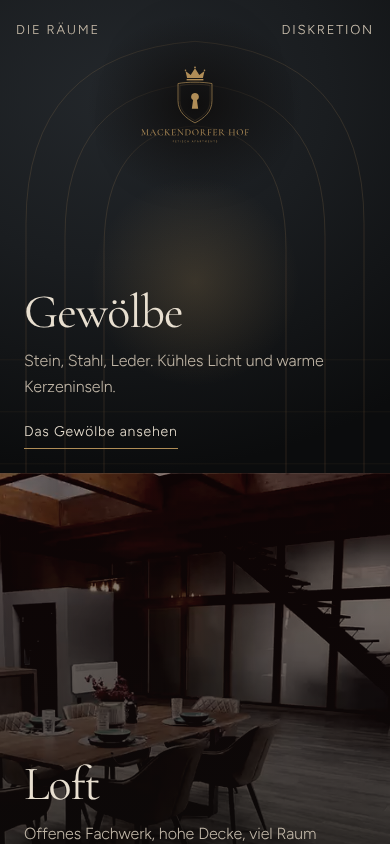 DIE RÄUME
DISKRETION
MACKENDORFER HOF
Gewölbe
Stein, Stahl, Leder. Kühles Licht und warme
Kerzeninseln.
Das Gewölbe ansehen
Loft
Offenes Fachwerk, hohe Decke, viel Raum